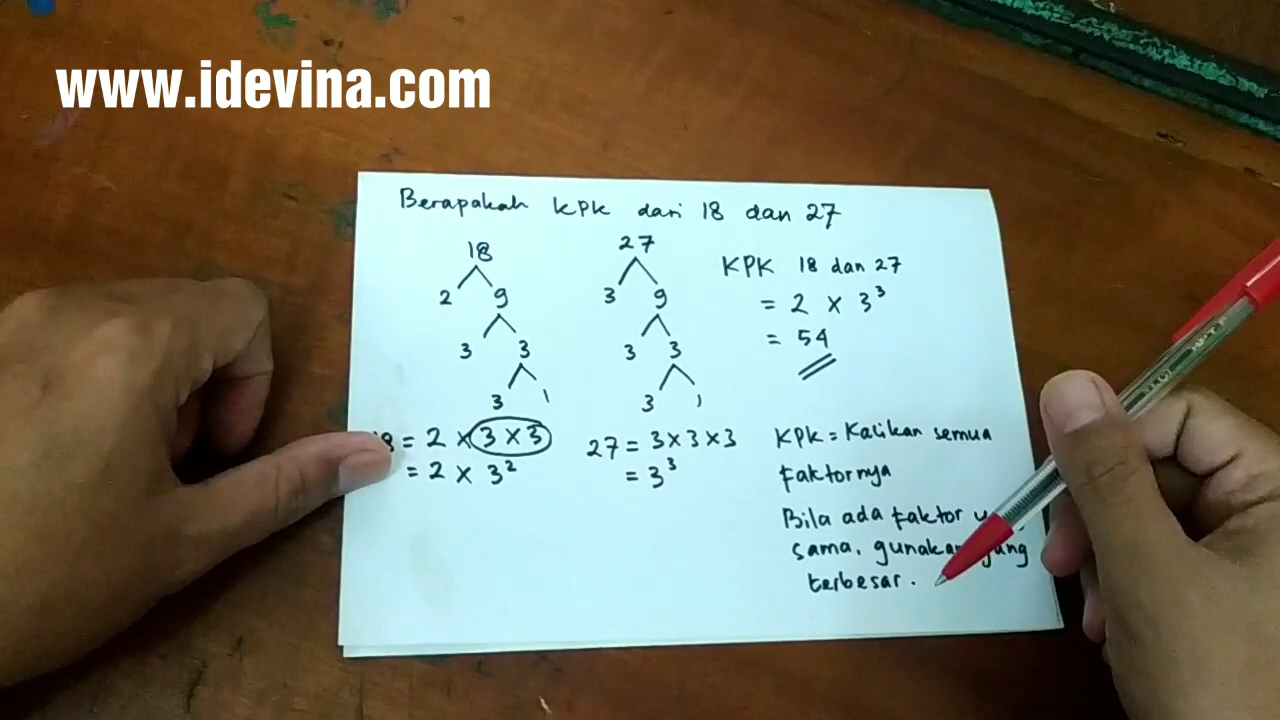 www.idevina.com
Berapakah KPK dari 18 dan 27
18
2 9
3 3
3 1
= 2 x 3 x 3
= 2 x 3²
27
3 9
3 3
3 1
27 = 3 x 3 x 3
= 3³
KPK 18 dan 27
= 2 x 3³
= 54
KPK = Kalikan semua
faktornya
Bila ada faktor
sama, gunakan yang
terbesar.